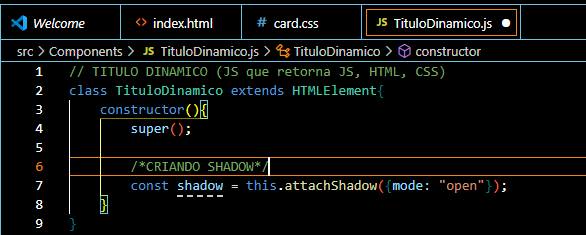 Welcome index.html card.css TituloDinamico.js
src > Components > TituloDinamico.js > TituloDinamico > constructor
1 // TITULO DINAMICO (JS que retorna JS, HTML, CSS)
2 class TituloDinamico extends HTMLElement{
3 constructor(){
4 super();
5
6 /*CRIANDO SHADOW*/
7 const shadow = this.attachShadow({mode: "open"});
8 }
9 }